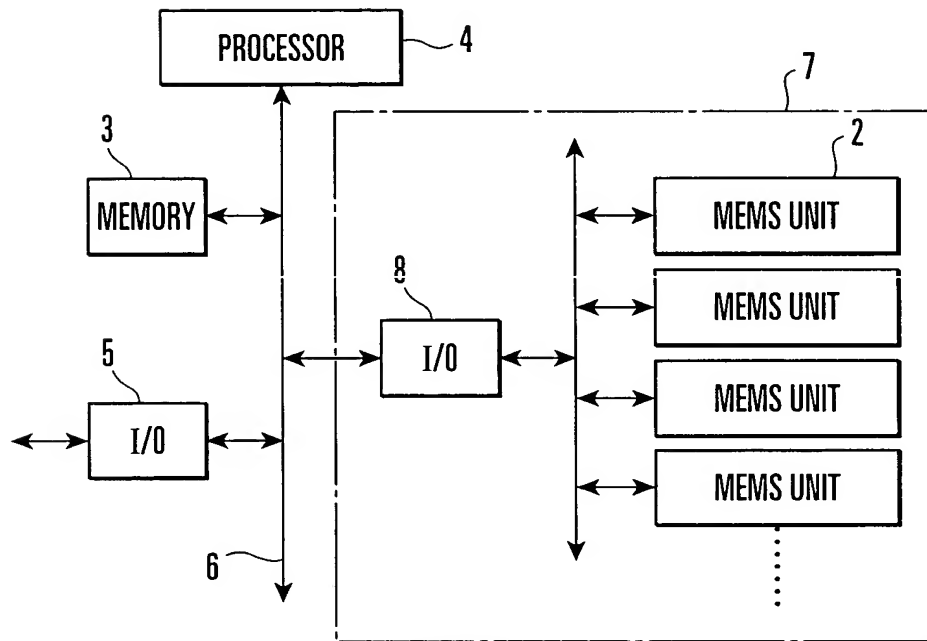 PROCESSOR
4
7
3
MEMORY
2
MEMS UNIT
8
I/O
MEMS UNIT
5
I/O
MEMS UNIT
MEMS UNIT
6